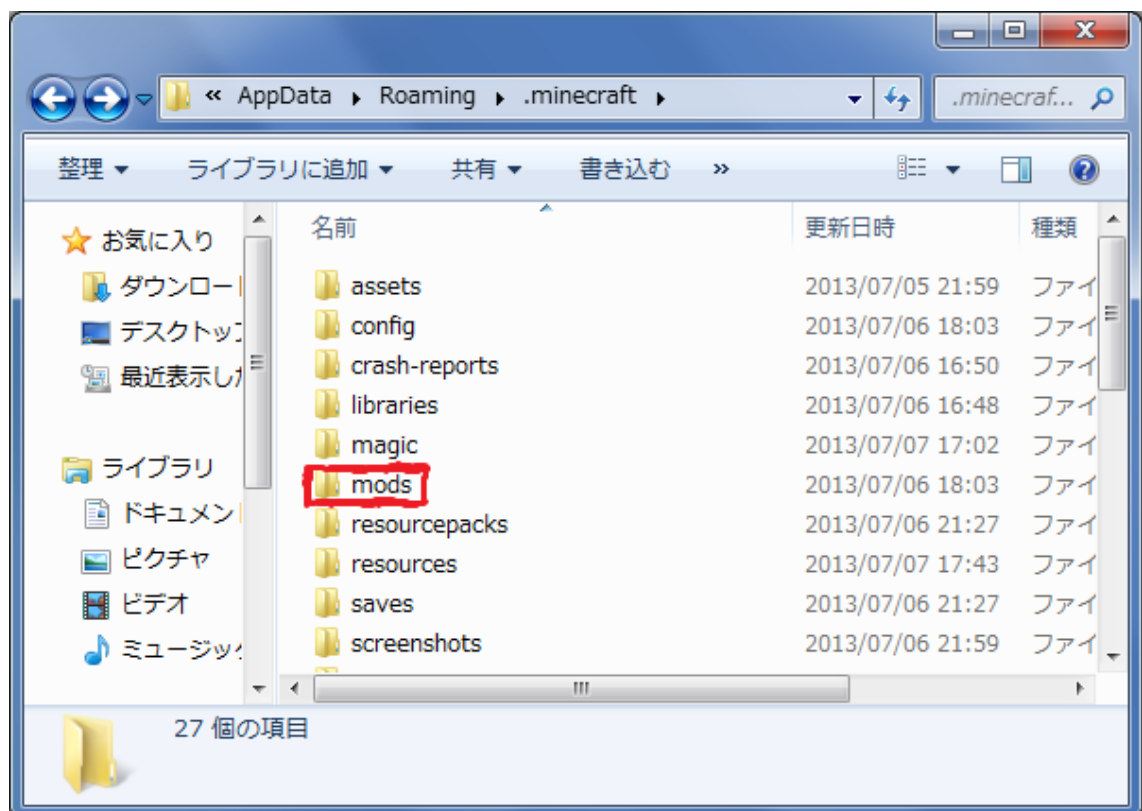 « AppData ▸ Roaming ▸ .minecraft ▸ .minecraf...
整理 ライブラリに追加 共有 書き込む »
お気に入り
ダウンロー
デスクトップ
最近表示した
ライブラリ
ドキュメン
ピクチャ
ビデオ
ミュージック
名前 更新日時 種類
assets 2013/07/05 21:59 ファイ
config 2013/07/06 18:03 ファイ
crash-reports 2013/07/06 16:50 ファイ
libraries 2013/07/06 16:48 ファイ
magic 2013/07/07 17:02 ファイ
mods 2013/07/06 18:03 ファイ
resourcepacks 2013/07/06 21:27 ファイ
resources 2013/07/07 17:43 ファイ
saves 2013/07/06 21:27 ファイ
screenshots 2013/07/06 21:59 ファイ
27 個の項目